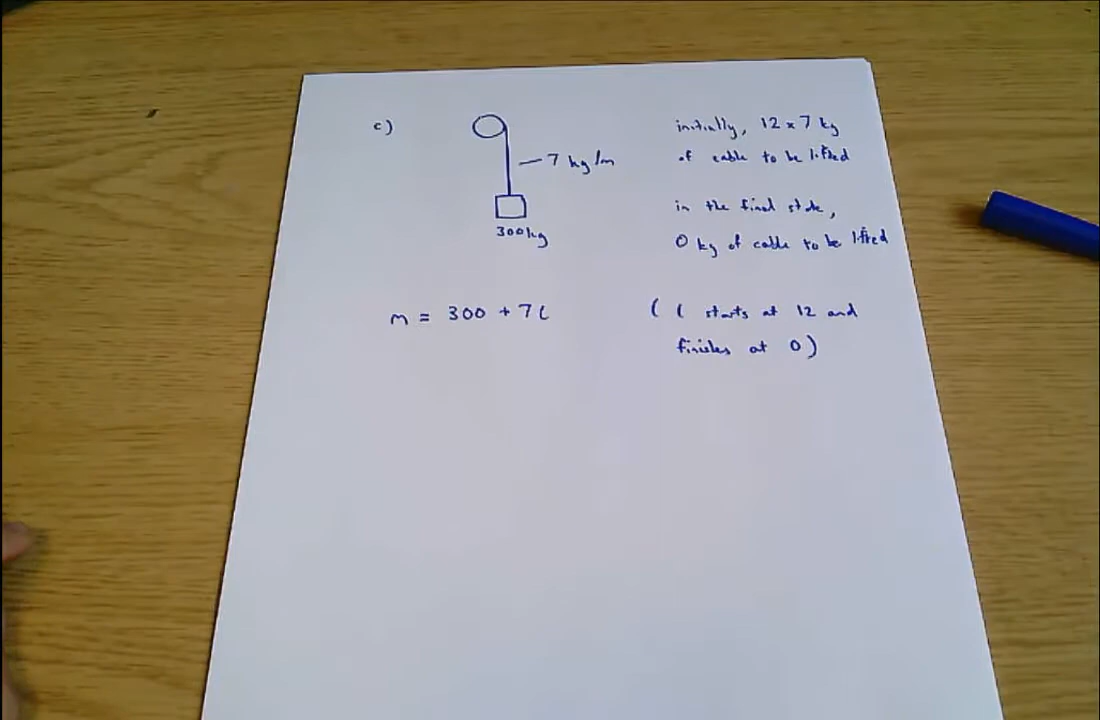 c)
7 kg/m
300kg
initially, 12 x 7 kg
of cable to be lifted
in the final state,
0 kg of cable to be lifted
m = 300 + 7l
( l starts at 12 and
finishes at 0)